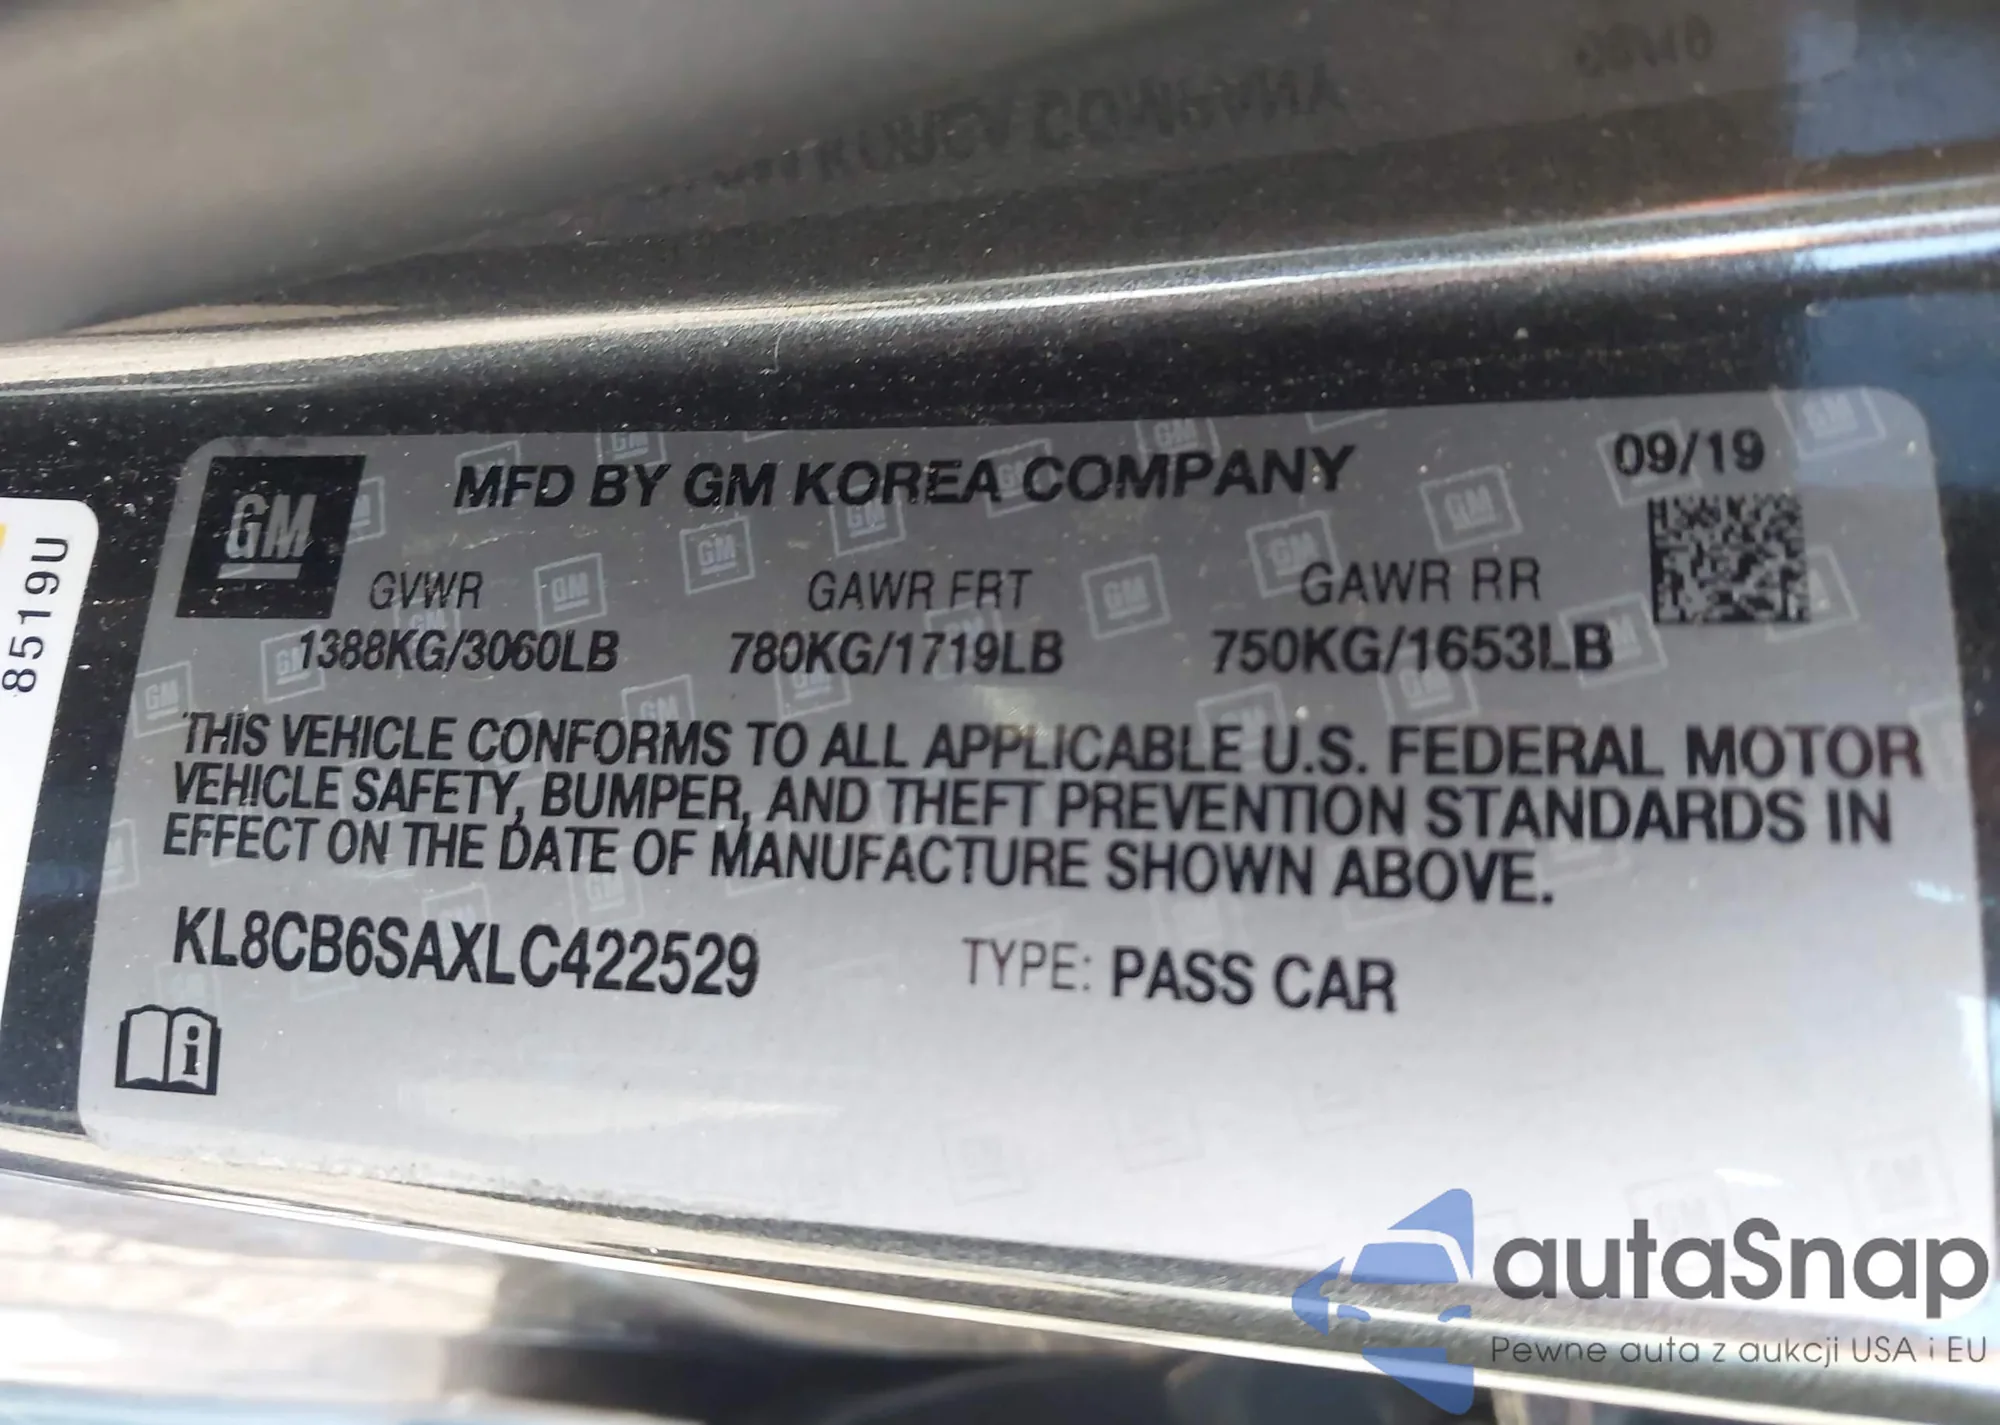 MFD BY GM KOREA COMPANY
09/19
GM
GVWR GAWR FRT GAWR RR
1388KG/3060LB 780KG/1719LB 750KG/1653LB
THIS VEHICLE CONFORMS TO ALL APPLICABLE U.S. FEDERAL MOTOR
VEHICLE SAFETY, BUMPER, AND THEFT PREVENTION STANDARDS IN
EFFECT ON THE DATE OF MANUFACTURE SHOWN ABOVE.
KL8CB6SAXLC422529 TYPE: PASS CAR
i
8519U
autaSnap
Pewne auta z aukcji USA i EU